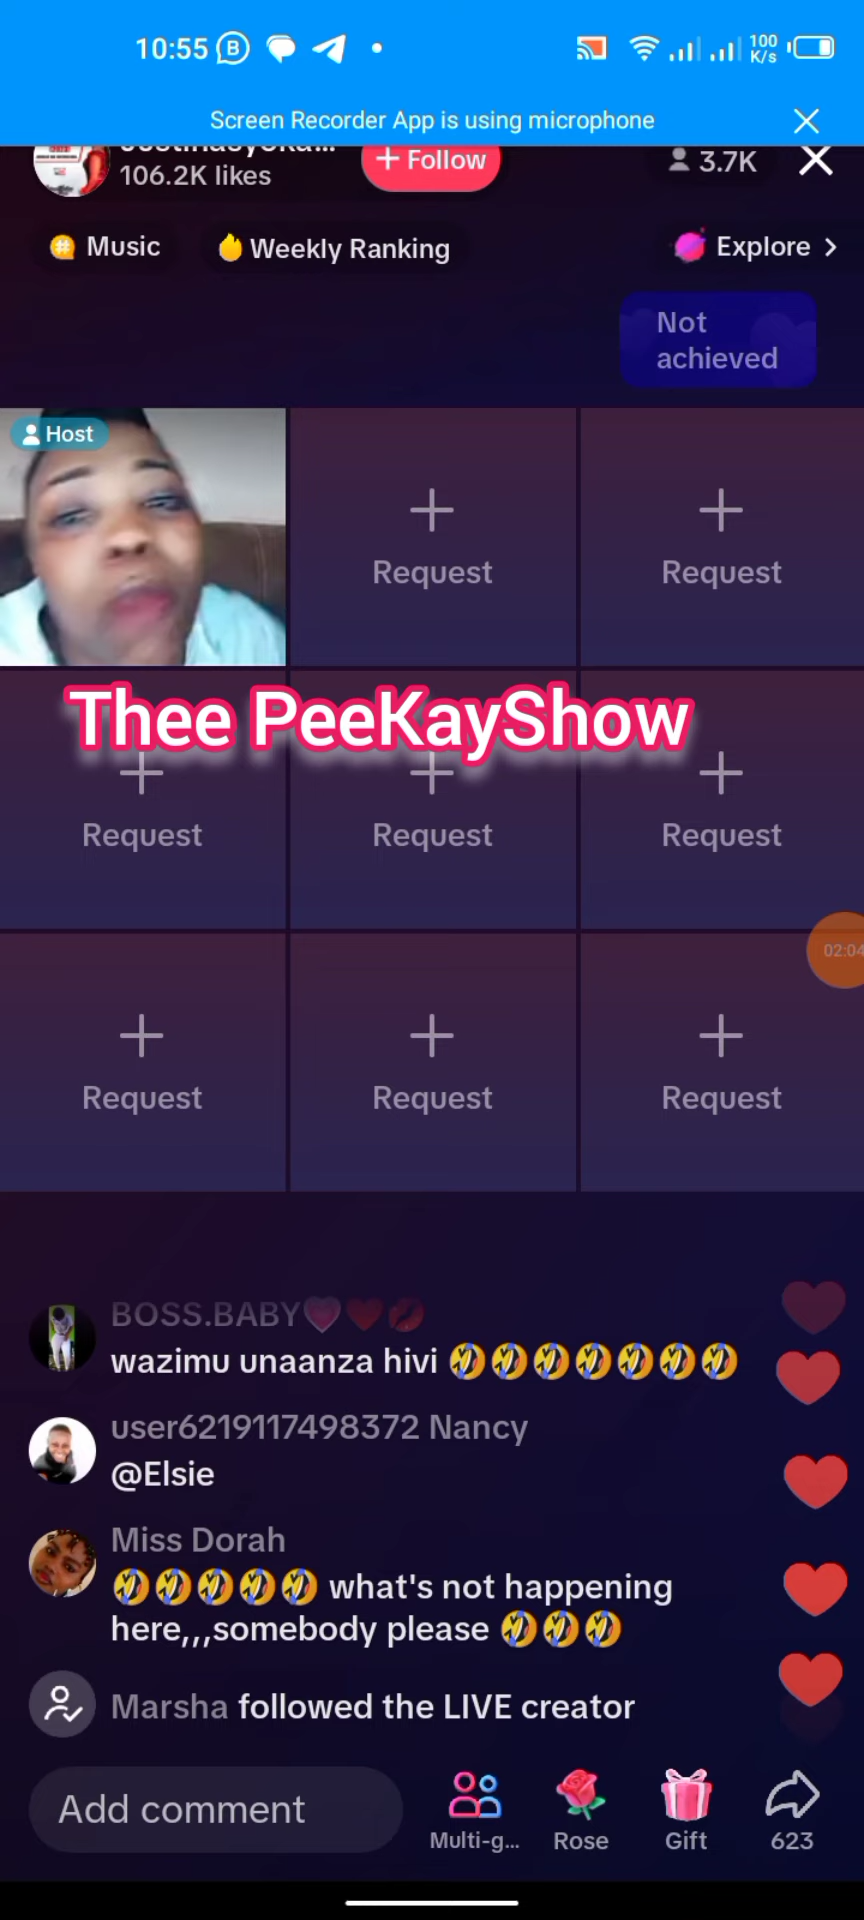 10:55
100
K/s
Screen Recorder App is using microphone
106.2K likes
+ Follow
3.7K
Music
Weekly Ranking
Explore >
Not
achieved
Host
Request
Request
Thee PeeKayShow
Request
Request
Request
02:04
Request
Request
Request
BOSS.BABY💗❤️💋
wazimu unaanza hivi 🤣🤣🤣🤣🤣🤣🤣
user6219117498372 Nancy
@Elsie
Miss Dorah
🤣🤣🤣🤣🤣 what's not happening
here,,,somebody please 🤣🤣🤣
Marsha followed the LIVE creator
Add comment
Multi-g...
Rose
Gift
623